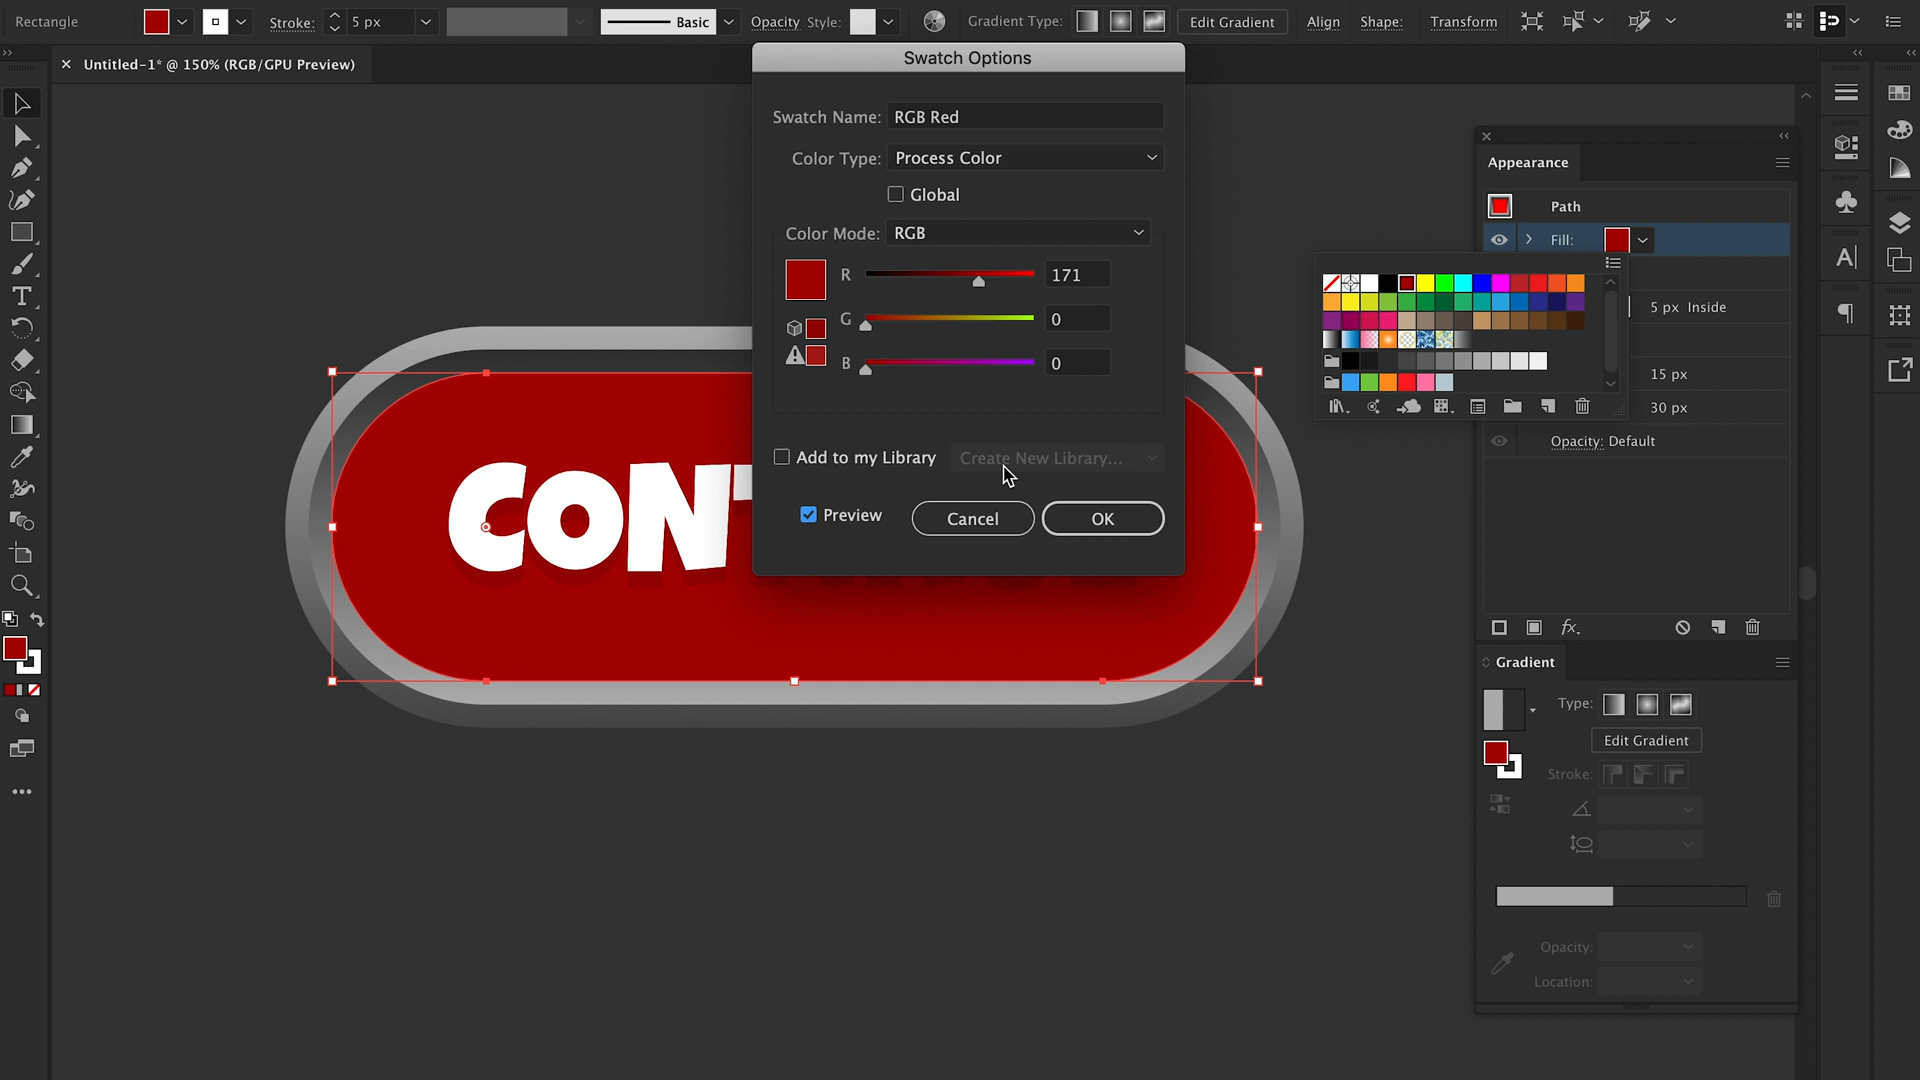 Rectangle
Stroke:
5 px
Basic
Opacity
Style:
Gradient Type:
Edit Gradient
Align
Shape:
Transform
Untitled-1* @ 150% (RGB/GPU Preview)
Swatch Options
Swatch Name:
RGB Red
Color Type:
Process Color
Global
Color Mode:
RGB
R
171
G
0
B
0
Add to my Library
Create New Library...
Preview
Cancel
OK
CONT
Appearance
Path
Fill:
5 px Inside
15 px
30 px
Opacity: Default
fx
Gradient
Type:
Edit Gradient
Stroke:
Opacity:
Location: